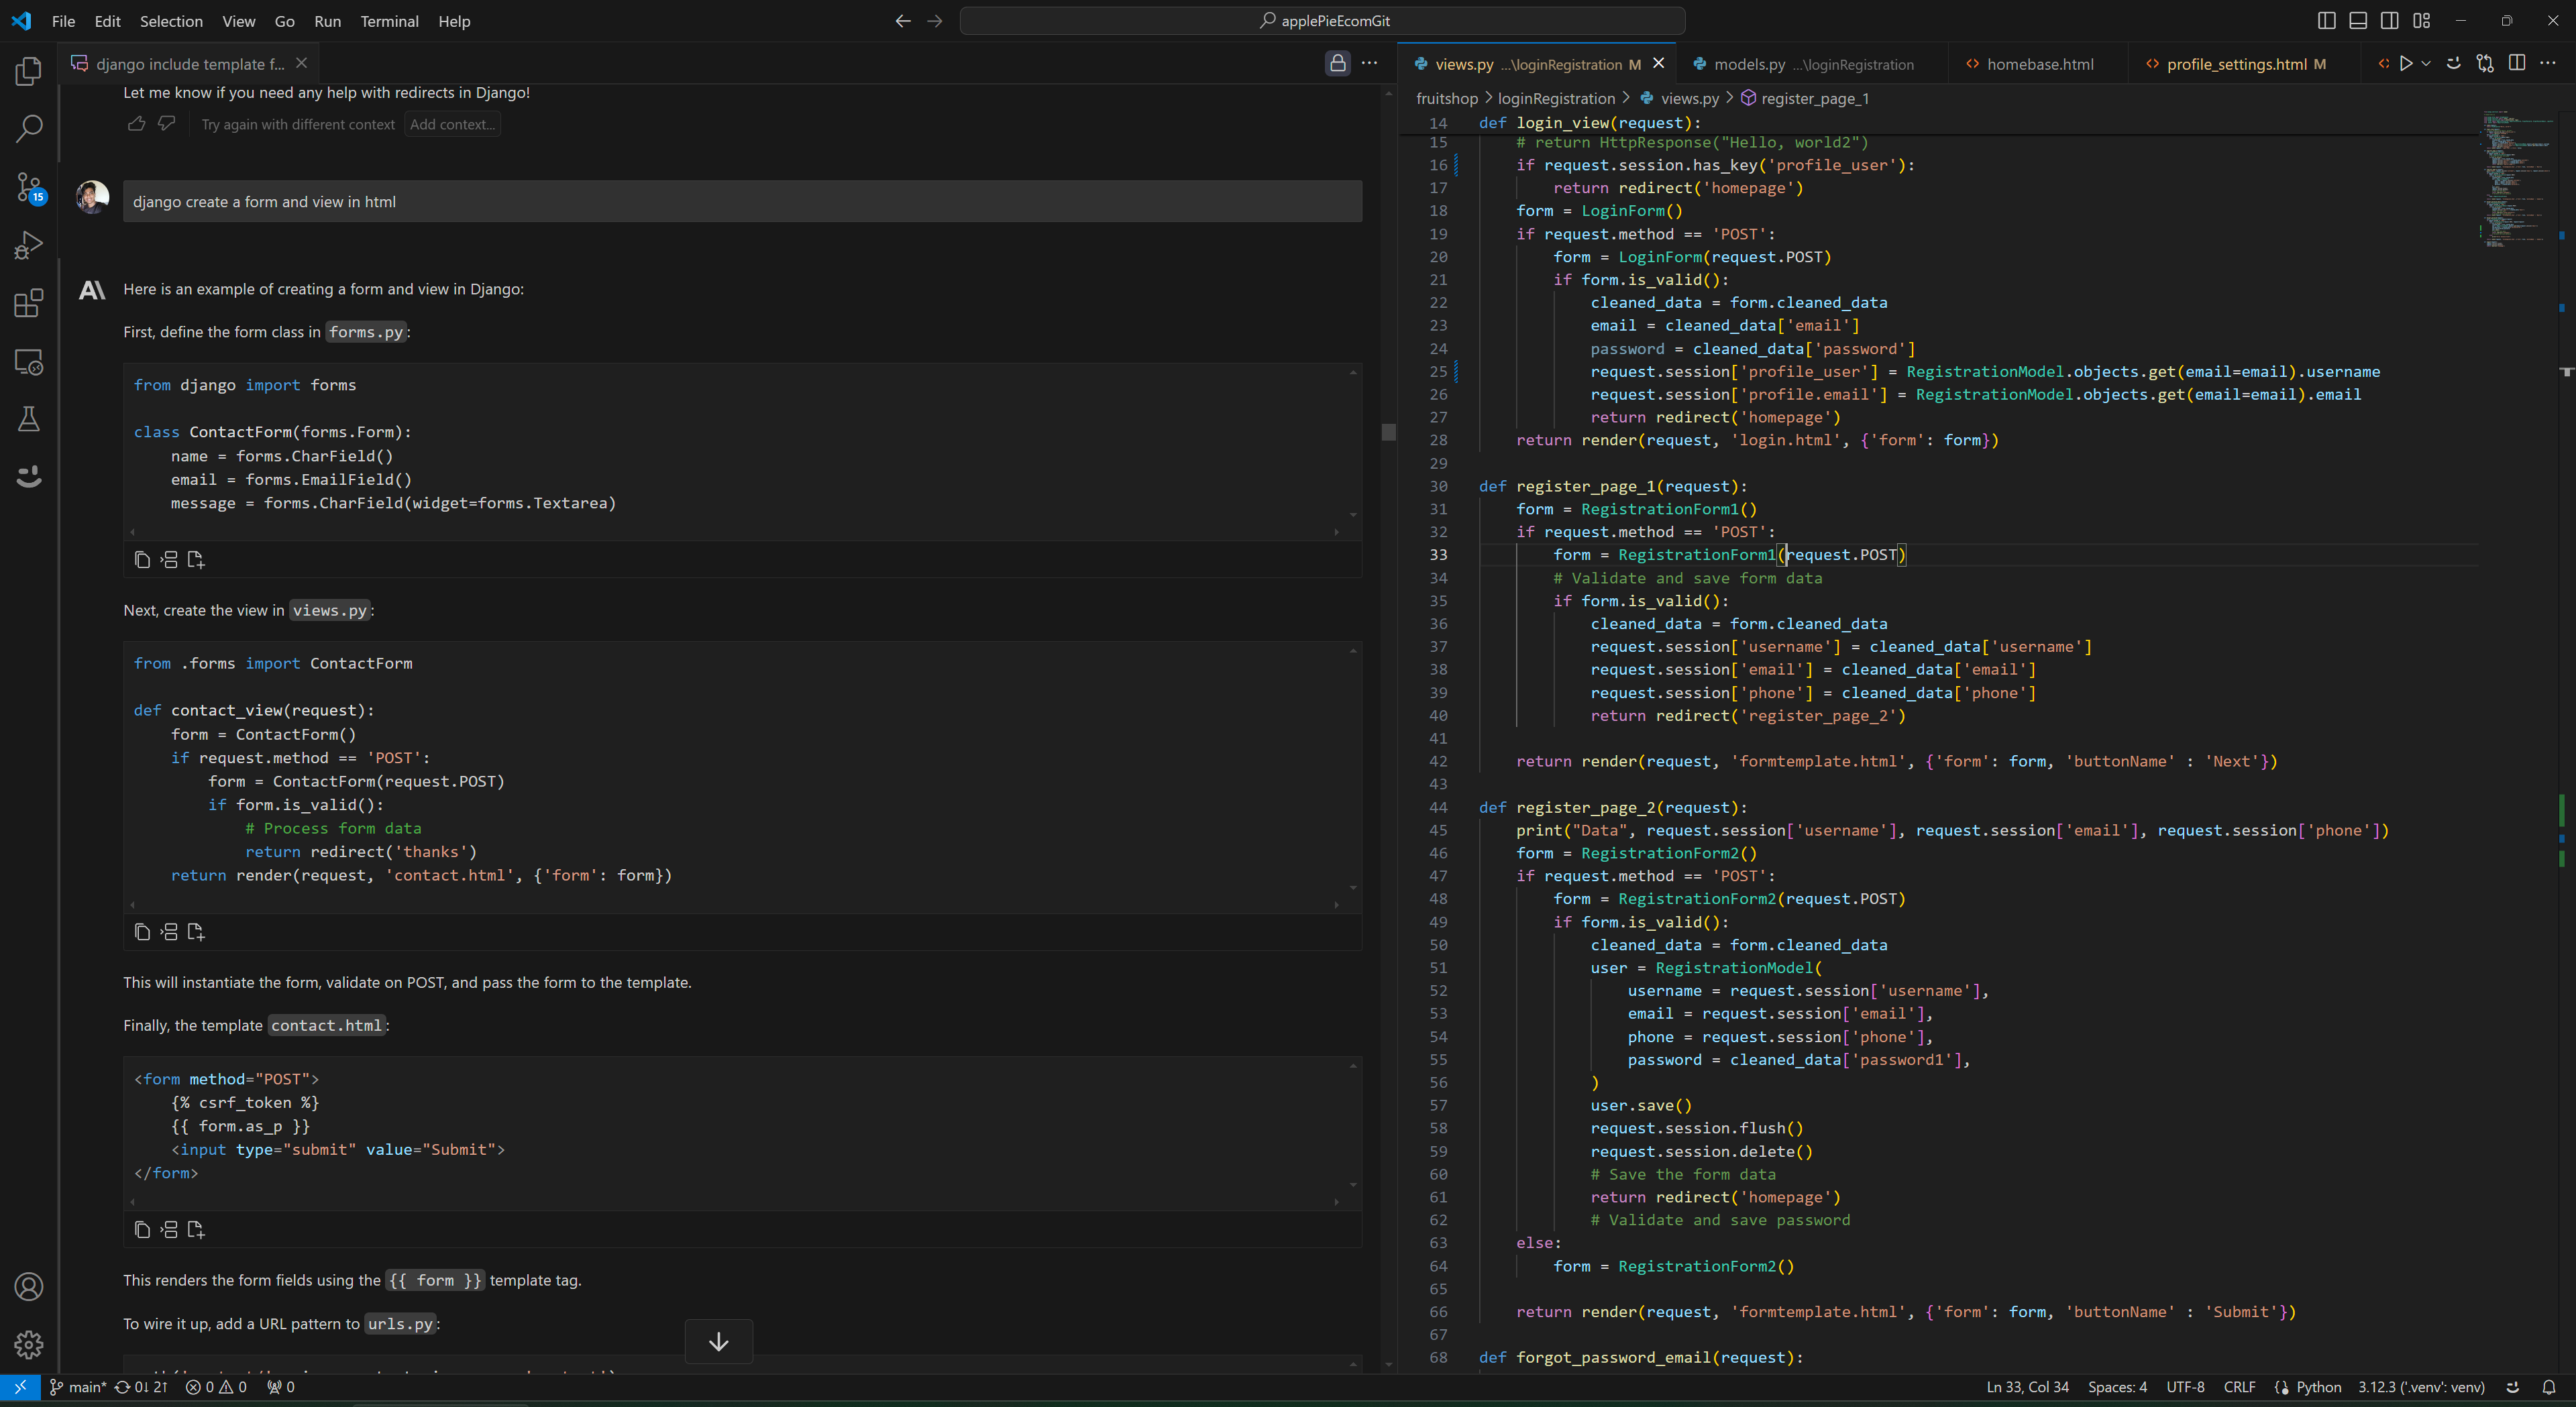 File Edit Selection View Go Run Terminal Help
applePieEcomGit
django include template f...
Let me know if you need any help with redirects in Django!
Try again with different context Add context...
django create a form and view in html
15
Here is an example of creating a form and view in Django:
First, define the form class in forms.py:
from django import forms
class ContactForm(forms.Form):
name = forms.CharField()
email = forms.EmailField()
message = forms.CharField(widget=forms.Textarea)
Next, create the view in views.py:
from .forms import ContactForm
def contact_view(request):
form = ContactForm()
if request.method == 'POST':
form = ContactForm(request.POST)
if form.is_valid():
# Process form data
return redirect('thanks')
return render(request, 'contact.html', {'form': form})
This will instantiate the form, validate on POST, and pass the form to the template.
Finally, the template contact.html:
<form method="POST">
{% csrf_token %}
{{ form.as_p }}
<input type="submit" value="Submit">
</form>
This renders the form fields using the {{ form }} template tag.
To wire it up, add a URL pattern to urls.py:
views.py ...\loginRegistration M models.py ...\loginRegistration homebase.html profile_settings.html M
fruitshop > loginRegistration > views.py > register_page_1
14 def login_view(request):
15 # return HttpResponse("Hello, world2")
16 if request.session.has_key('profile_user'):
17 return redirect('homepage')
18 form = LoginForm()
19 if request.method == 'POST':
20 form = LoginForm(request.POST)
21 if form.is_valid():
22 cleaned_data = form.cleaned_data
23 email = cleaned_data['email']
24 password = cleaned_data['password']
25 request.session['profile_user'] = RegistrationModel.objects.get(email=email).username
26 request.session['profile.email'] = RegistrationModel.objects.get(email=email).email
27 return redirect('homepage')
28 return render(request, 'login.html', {'form': form})
29
30 def register_page_1(request):
31 form = RegistrationForm1()
32 if request.method == 'POST':
33 form = RegistrationForm1(request.POST)
34 # Validate and save form data
35 if form.is_valid():
36 cleaned_data = form.cleaned_data
37 request.session['username'] = cleaned_data['username']
38 request.session['email'] = cleaned_data['email']
39 request.session['phone'] = cleaned_data['phone']
40 return redirect('register_page_2')
41
42 return render(request, 'formtemplate.html', {'form': form, 'buttonName' : 'Next'})
43
44 def register_page_2(request):
45 print("Data", request.session['username'], request.session['email'], request.session['phone'])
46 form = RegistrationForm2()
47 if request.method == 'POST':
48 form = RegistrationForm2(request.POST)
49 if form.is_valid():
50 cleaned_data = form.cleaned_data
51 user = RegistrationModel(
52 username = request.session['username'],
53 email = request.session['email'],
54 phone = request.session['phone'],
55 password = cleaned_data['password1'],
56 )
57 user.save()
58 request.session.flush()
59 request.session.delete()
60 # Save the form data
61 return redirect('homepage')
62 # Validate and save password
63 else:
64 form = RegistrationForm2()
65
66 return render(request, 'formtemplate.html', {'form': form, 'buttonName' : 'Submit'})
67
68 def forgot_password_email(request):
main* 0↓ 2↑ 0 0 0
Ln 33, Col 34 Spaces: 4 UTF-8 CRLF Python 3.12.3 ('.venv': venv)